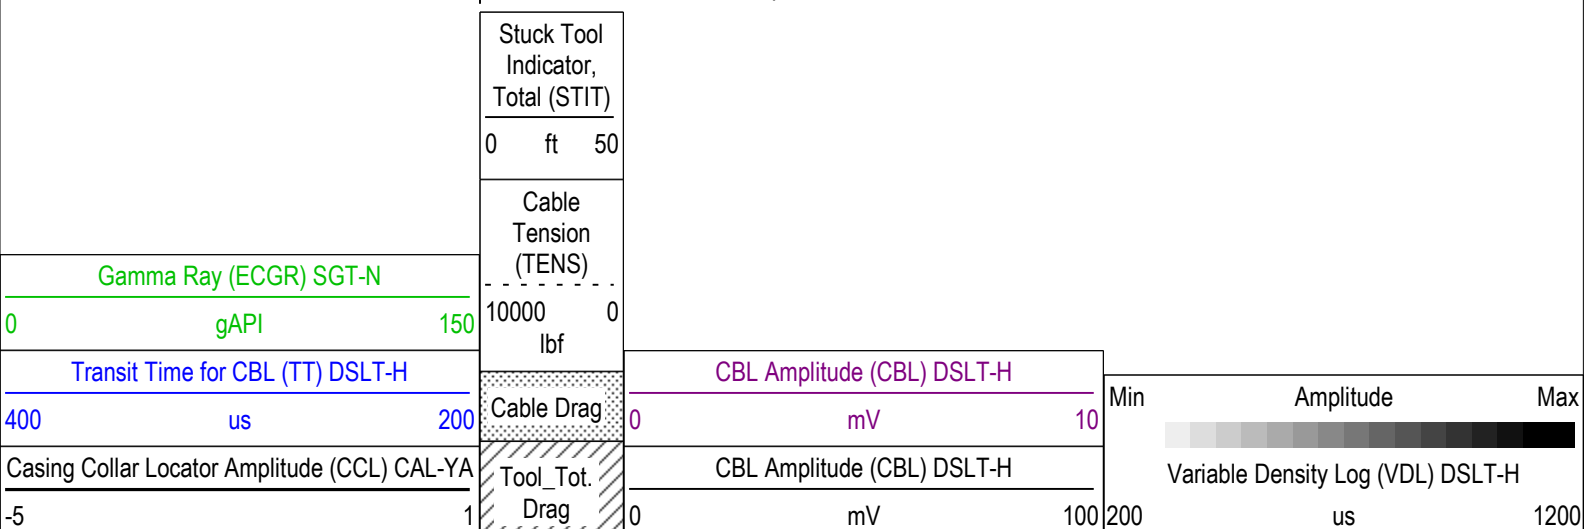 Stuck Tool
Indicator,
Total (STIT)
0 ft 50
Cable
Tension
(TENS)
10000 0
lbf
Cable Drag
Tool_Tot.
Drag
Gamma Ray (ECGR) SGT-N
0 gAPI 150
Transit Time for CBL (TT) DSLT-H
400 us 200
Casing Collar Locator Amplitude (CCL) CAL-YA
-5 1
CBL Amplitude (CBL) DSLT-H
0 mV 10
CBL Amplitude (CBL) DSLT-H
0 mV 100
Min Amplitude Max
Variable Density Log (VDL) DSLT-H
200 us 1200